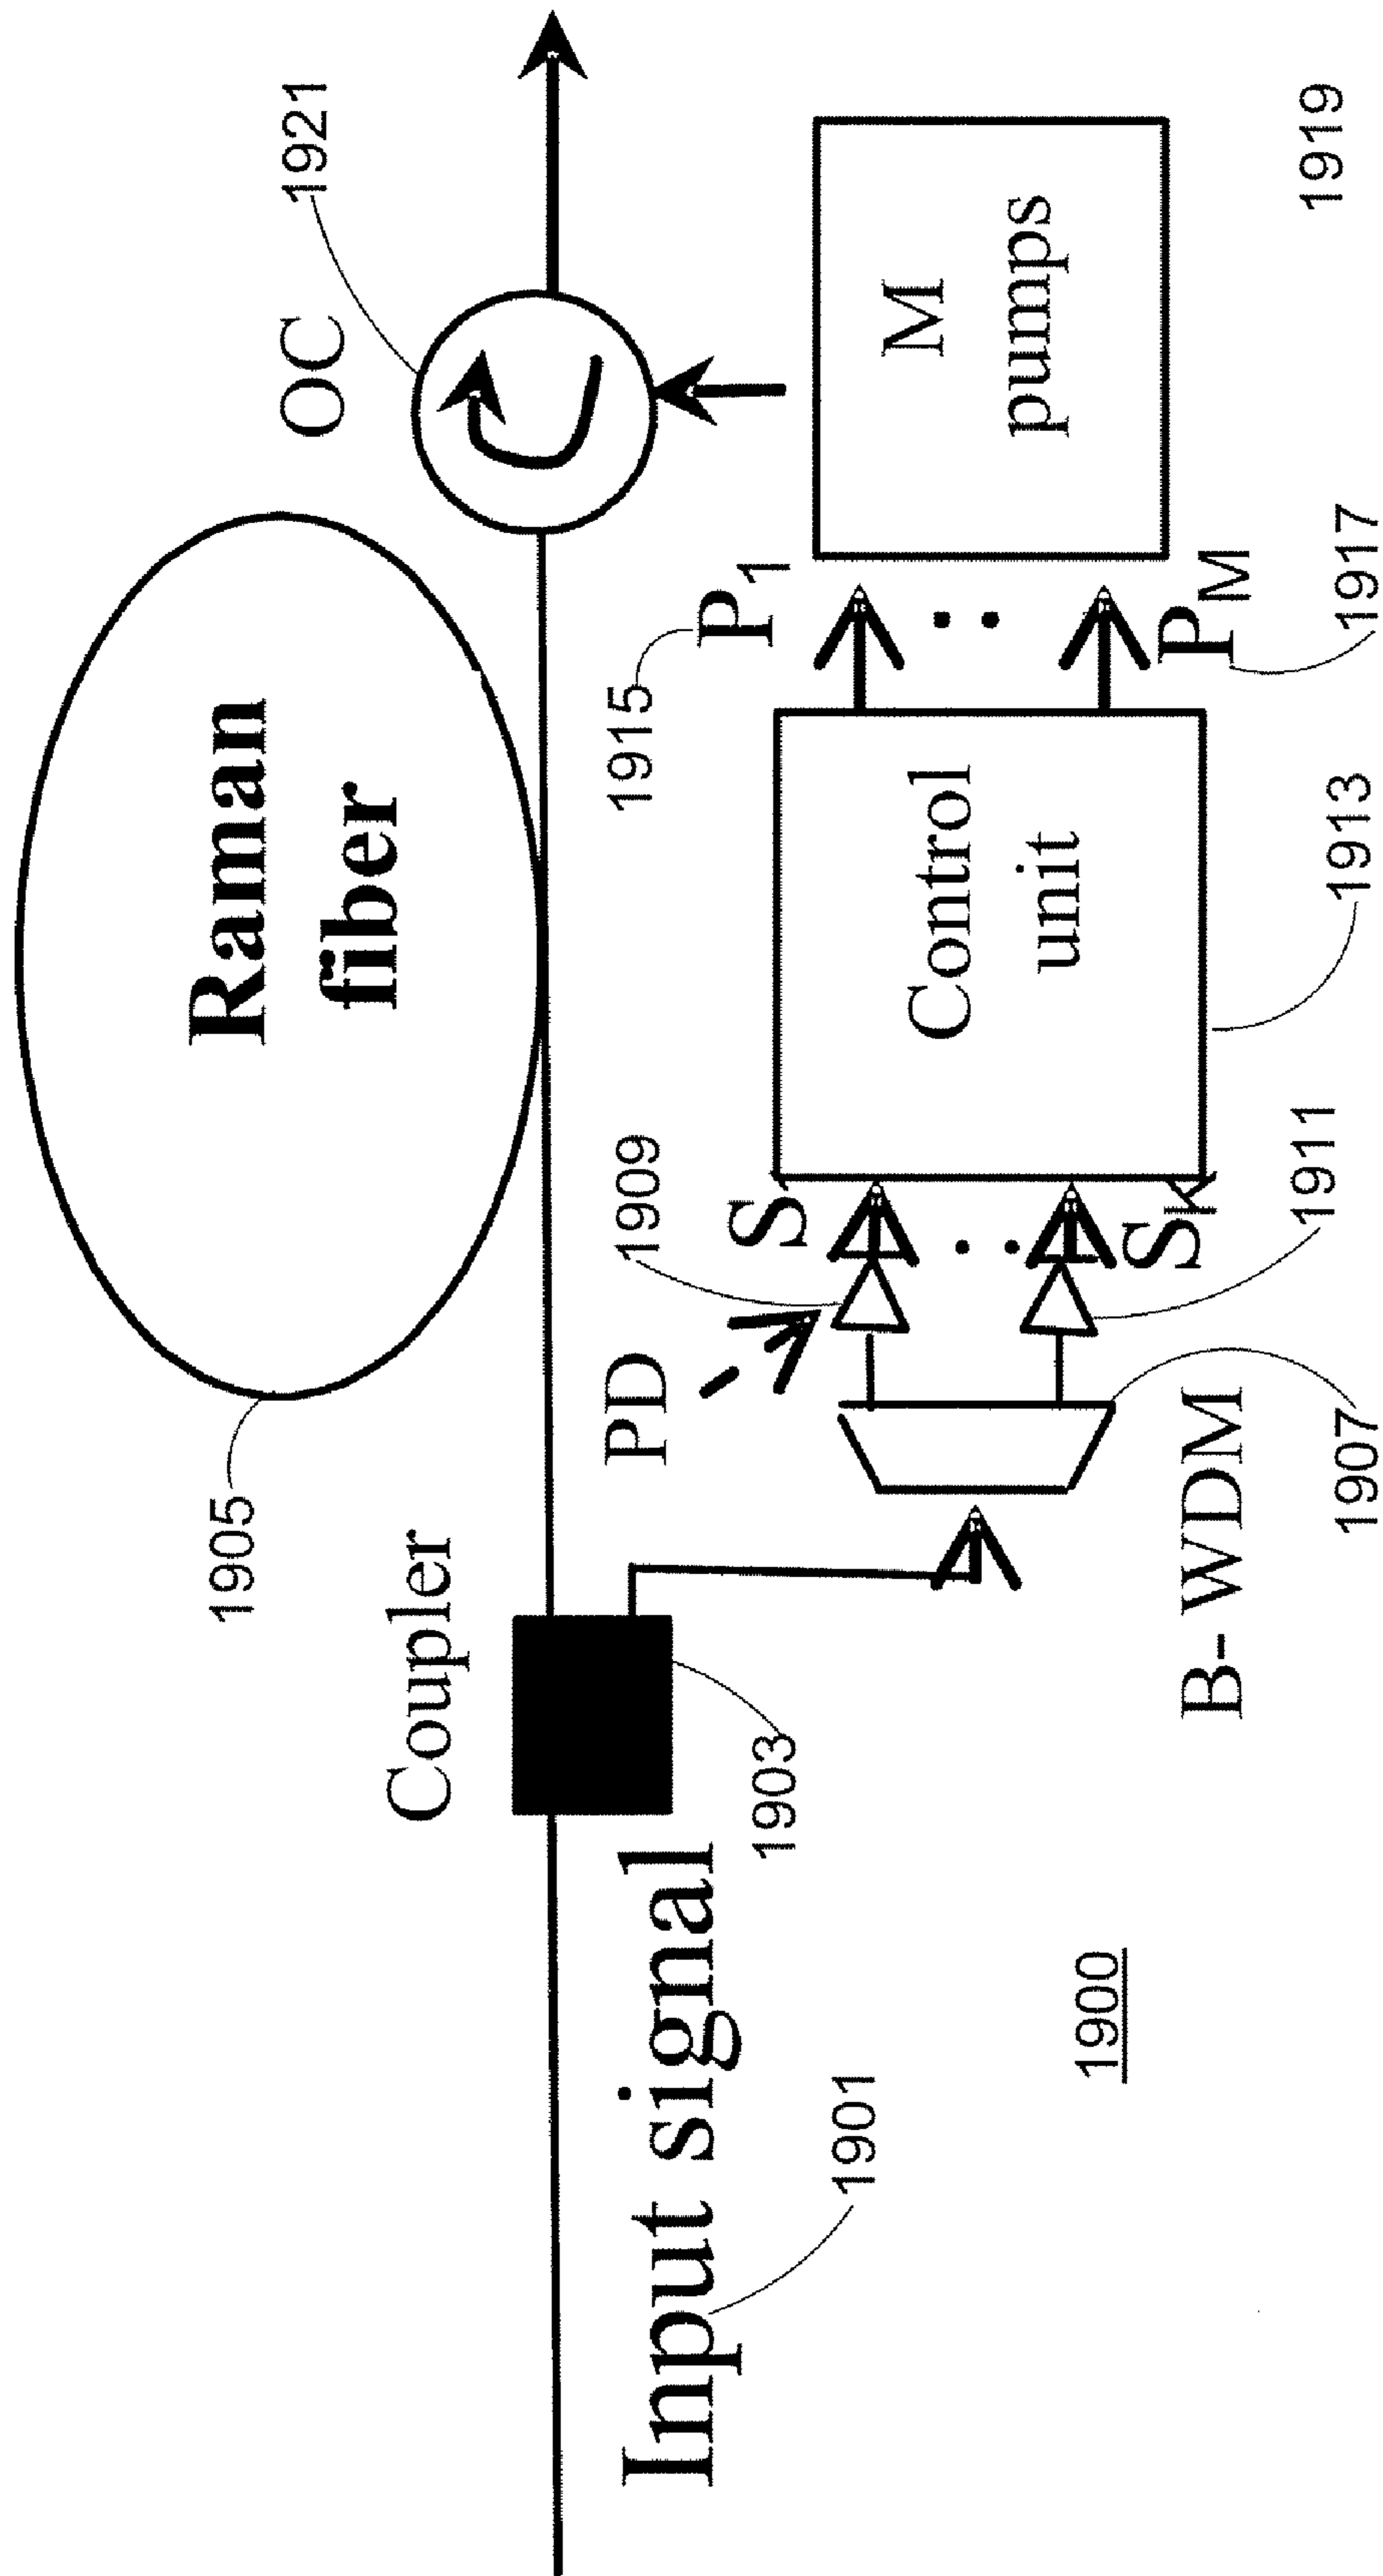 Raman
fiber
1905
OC
1921
Coupler
1903
Input signal
1901
PD
1909
S
S K
1911
B- WDM
1907
Control
unit
1913
1915
P1
PM
1917
M
pumps
1919
1900